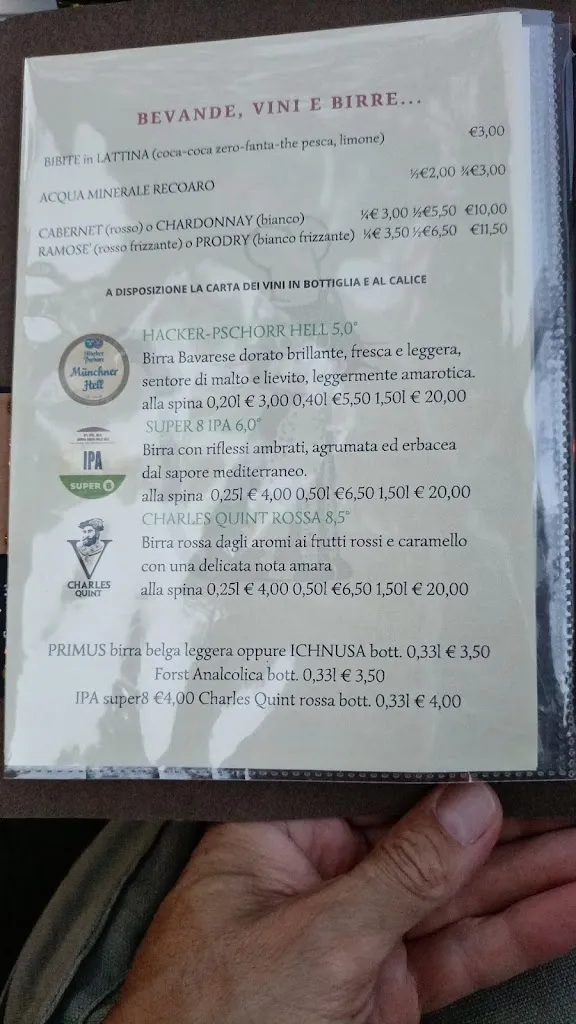 BEVANDE, VINI E BIRRE...
BIBITE in LATTINA (coca-coca zero-fanta-the pesca, limone) €3,00
ACQUA MINERALE RECOARO ½€2,00 ¾€3,00
CABERNET (rosso) o CHARDONNAY (bianco) ¼€ 3,00 ½€5,50 €10,00
RAMOSE' (rosso frizzante) o PRODRY (bianco frizzante) ¼€ 3,50 ½€6,50 €11,50
A DISPOSIZIONE LA CARTA DEI VINI IN BOTTIGLIA E AL CALICE
Hacker-Pschorr
Münchner
Hell
HACKER-PSCHORR HELL 5,0°
Birra Bavarese dorato brillante, fresca e leggera,
sentore di malto e lievito, leggermente amarotica.
alla spina 0,20l € 3,00 0,40l €5,50 1,50l € 20,00
IPA
SUPER 8
SUPER 8 IPA 6,0°
Birra con riflessi ambrati, agrumata ed erbacea
dal sapore mediterraneo.
alla spina 0,25l € 4,00 0,50l €6,50 1,50l € 20,00
CHARLES
QUINT
CHARLES QUINT ROSSA 8,5°
Birra rossa dagli aromi ai frutti rossi e caramello
con una delicata nota amara
alla spina 0,25l € 4,00 0,50l €6,50 1,50l € 20,00
PRIMUS birra belga leggera oppure ICHNUSA bott. 0,33l € 3,50
Forst Analcolica bott. 0,33l € 3,50
IPA super8 €4,00 Charles Quint rossa bott. 0,33l € 4,00